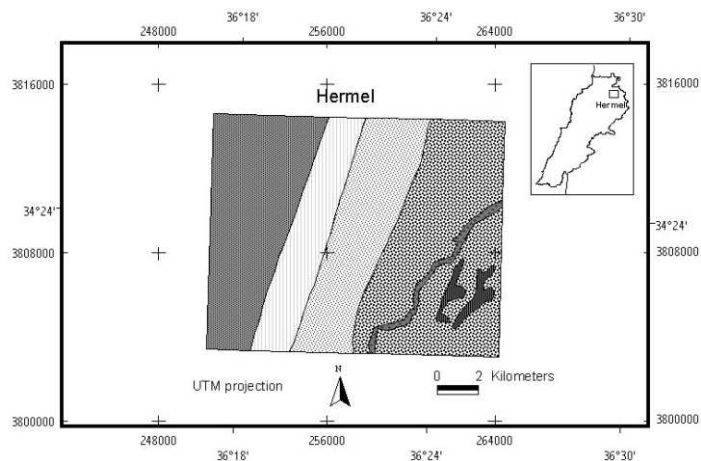 36°18' 36°24' 36°30'
248000 256000 264000
3816000 3816000
Hermel
Hermel
34°24' 34°24'
3808000 3808000
N
0 2 Kilometers
UTM projection
3800000 3800000
248000 256000 264000
36°18' 36°24' 36°30'